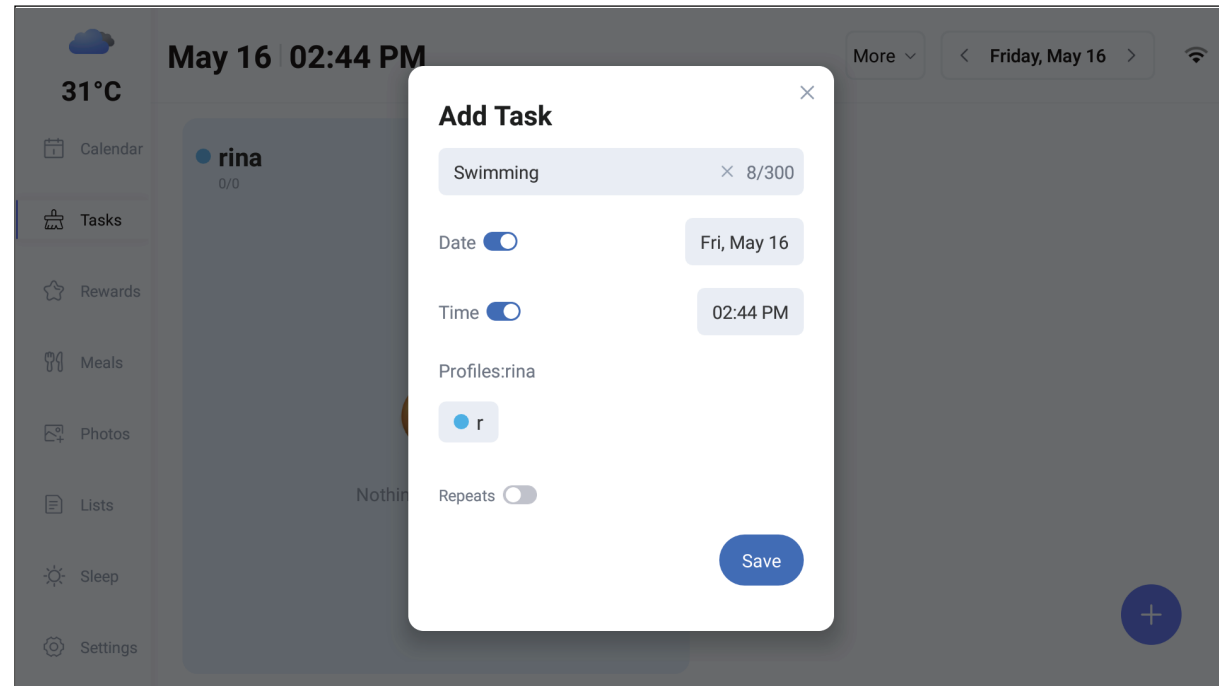 31°C
Calendar
Tasks
Rewards
Meals
Photos
Lists
Sleep
Settings
May 16 02:44 PM
More
Friday, May 16
rina
0/0
Nothin
Add Task
Swimming 8/300
Date Fri, May 16
Time 02:44 PM
Profiles:rina
r
Repeats
Save